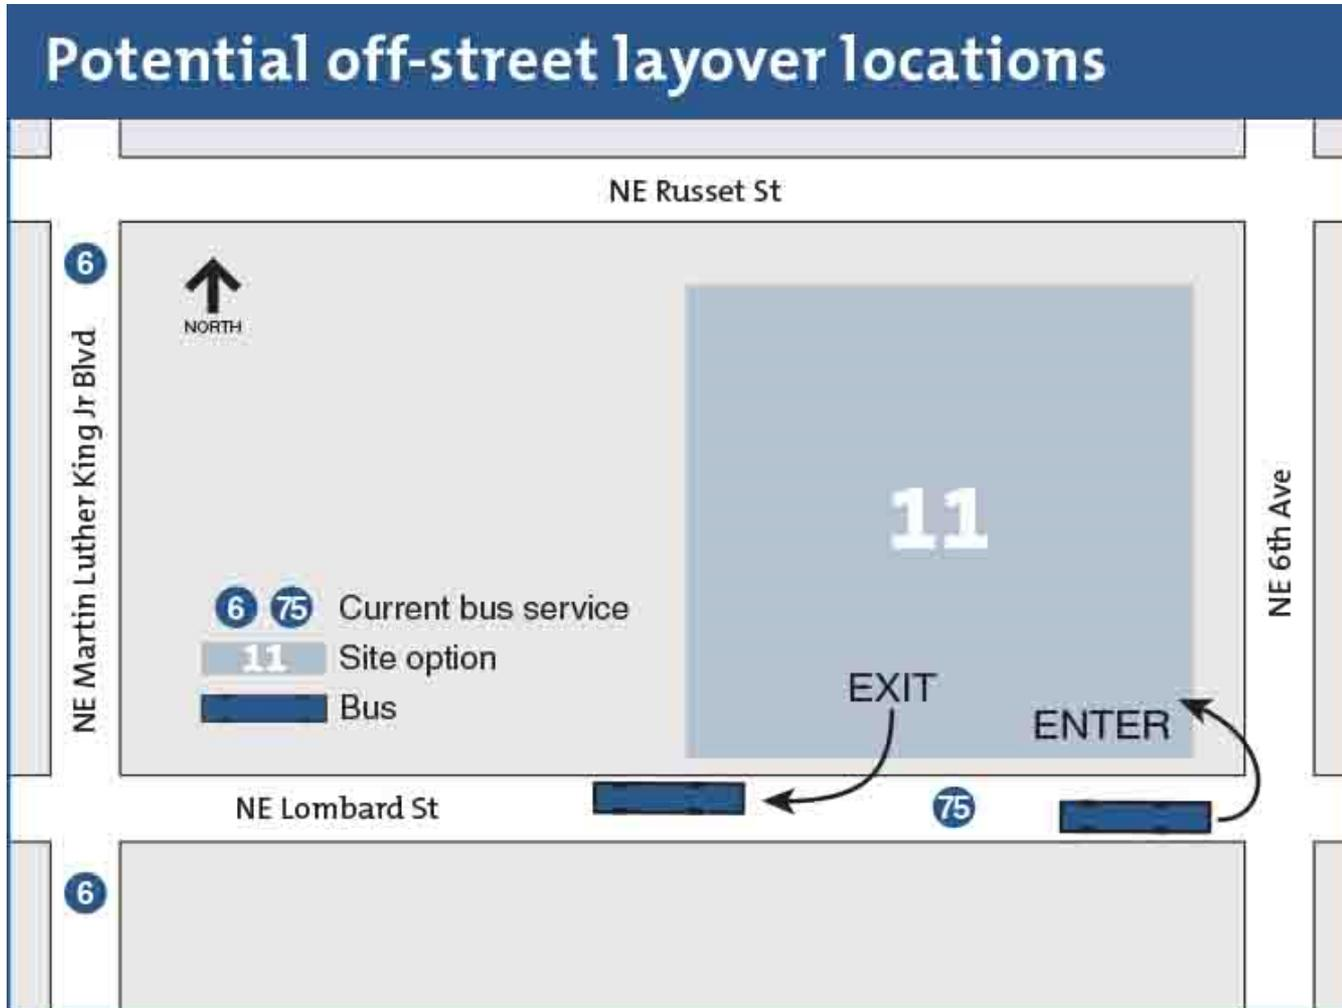 Potential off-street layover locations
NE Russet St
6
NORTH
NE Martin Luther King Jr Blvd
11
NE 6th Ave
6 75 Current bus service
11 Site option
Bus
EXIT
ENTER
NE Lombard St
75
6